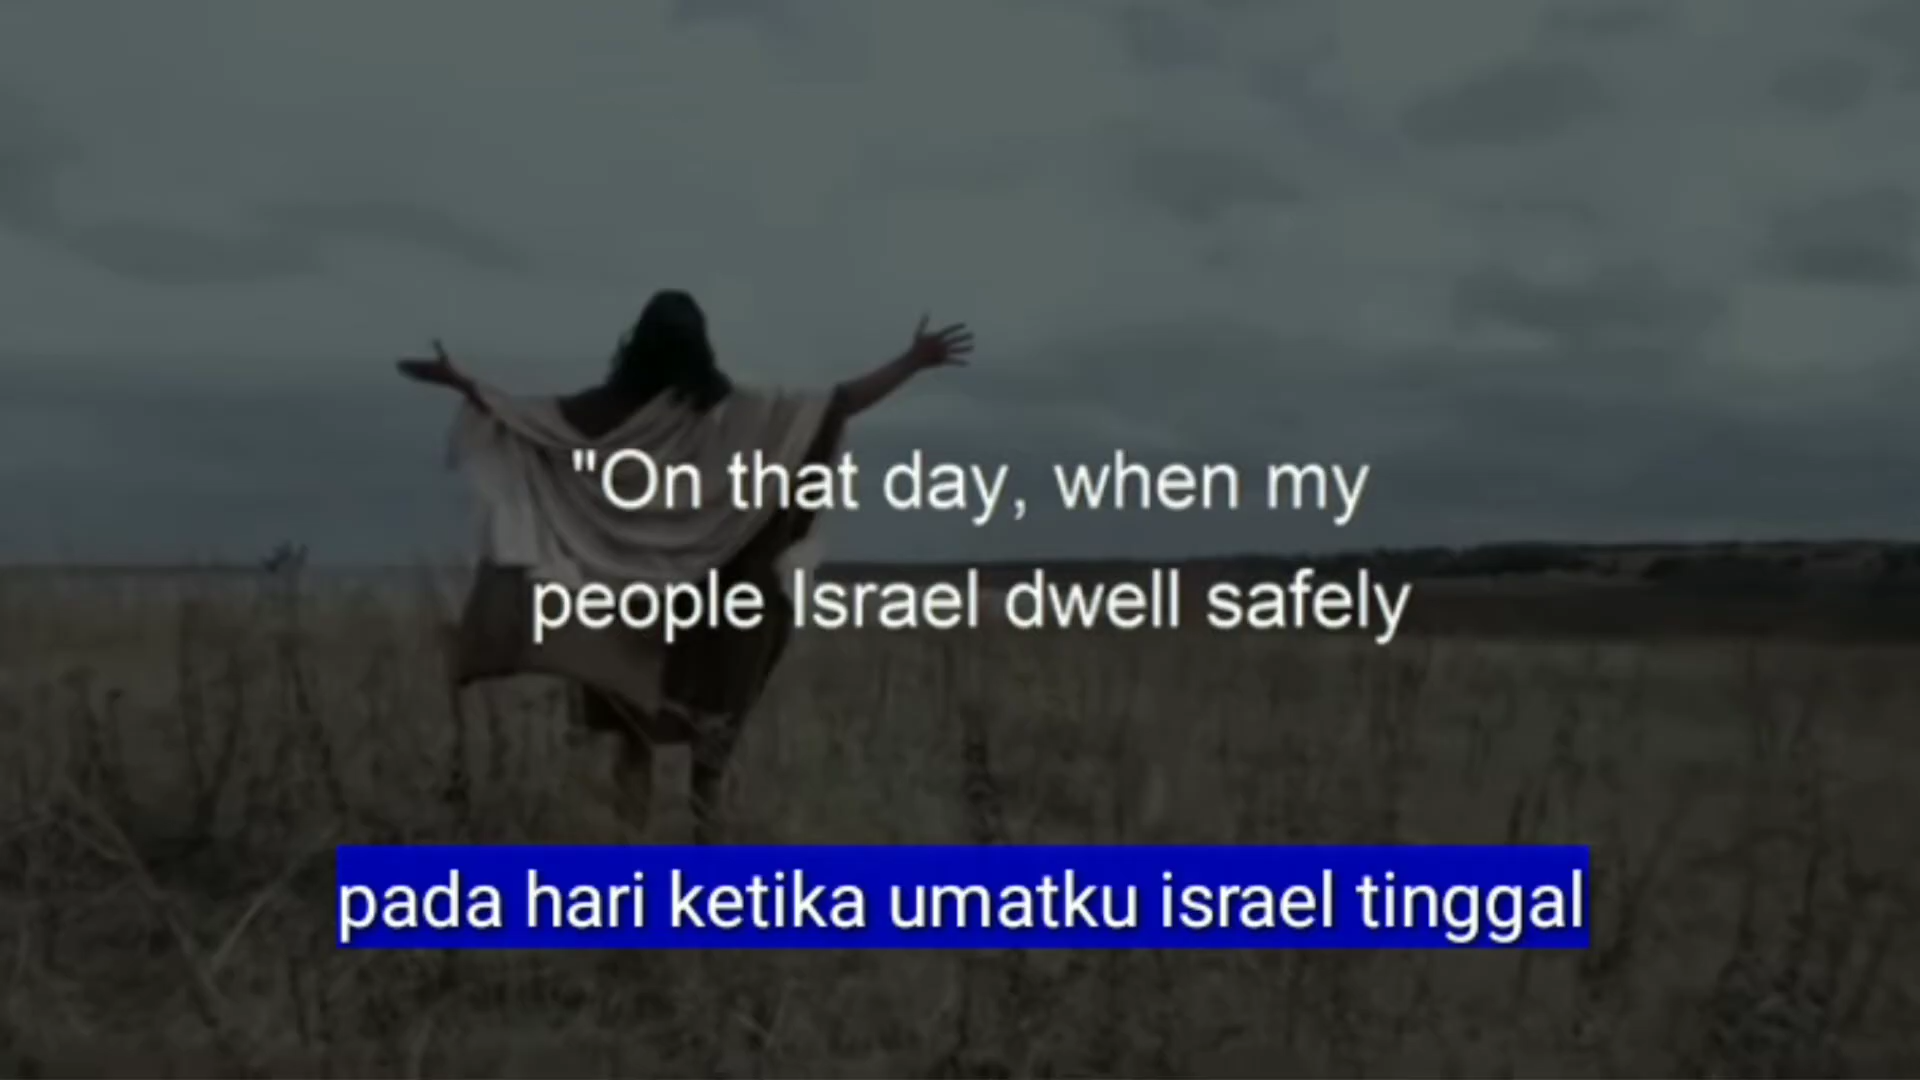 "On that day, when my
people Israel dwell safely
pada hari ketika umatku israel tinggal